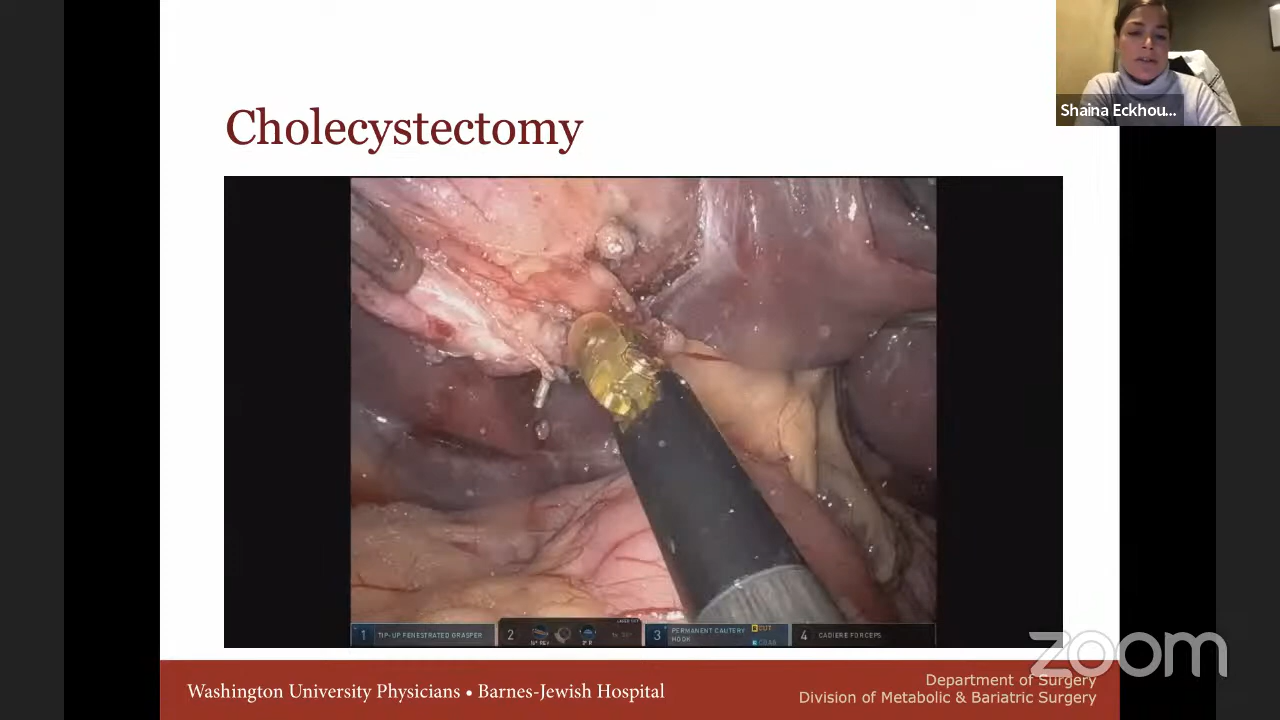 Shaina Eckhou...
Cholecystectomy
1 TIP-UP FENESTRATED GRASPER
2
3 PERMANENT CAUTERY HOOK
CUT
4 CADIERE FORCEPS
zoom
Washington University Physicians • Barnes-Jewish Hospital
Department of Surgery
Division of Metabolic & Bariatric Surgery